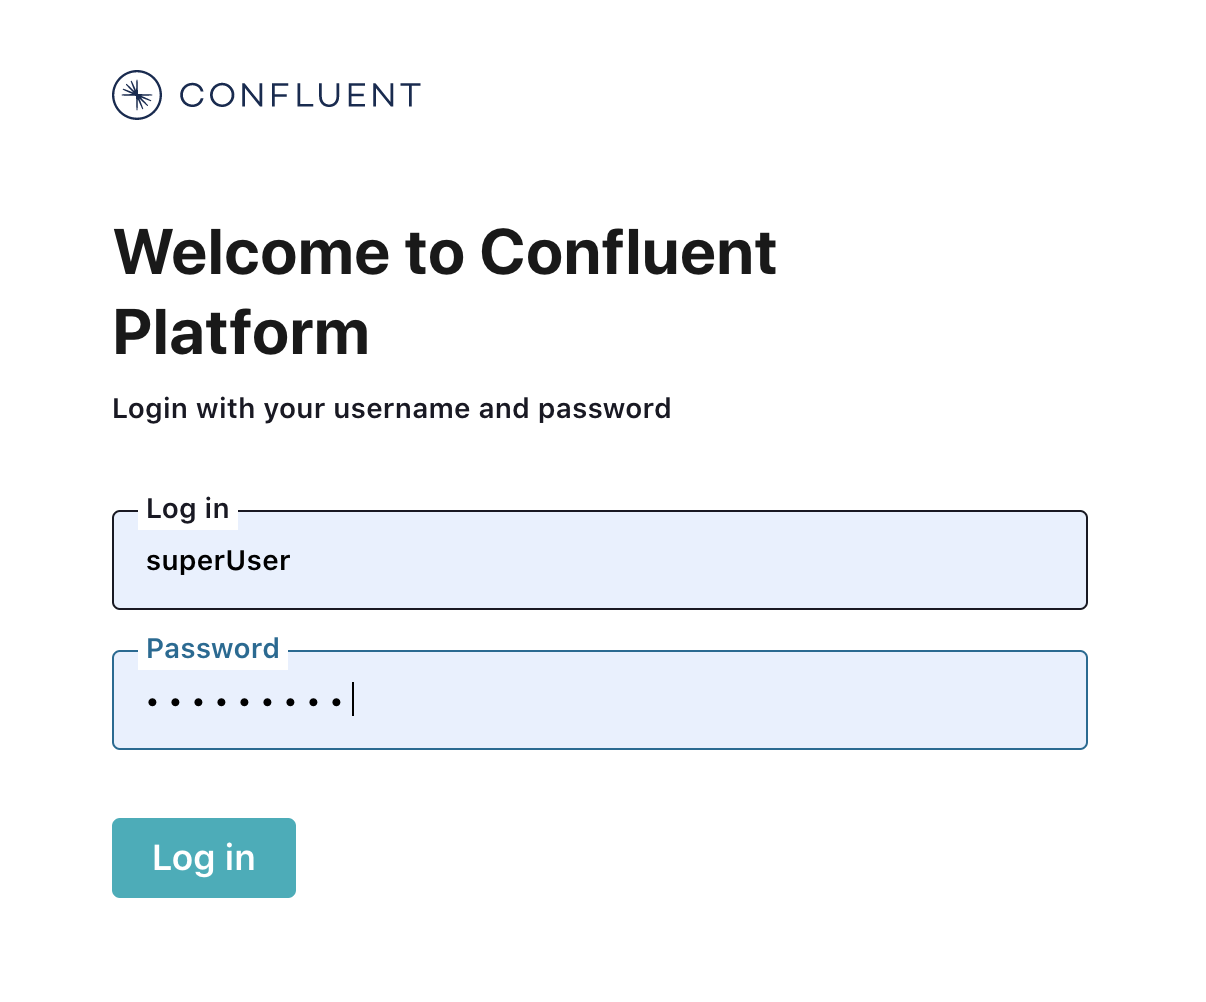 CONFLUENT
Welcome to Confluent
Platform
Login with your username and password
Log in
superUser
Password
•••••••••
Log in